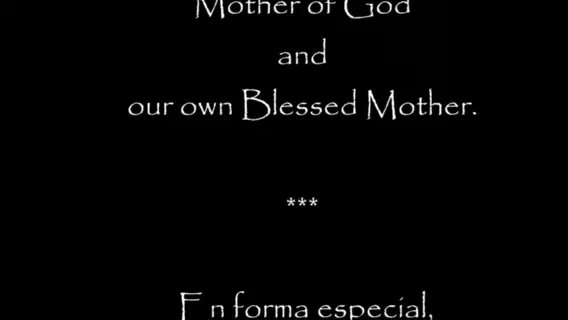 Mother of God
and
our own Blessed Mother.
***
En forma especial,